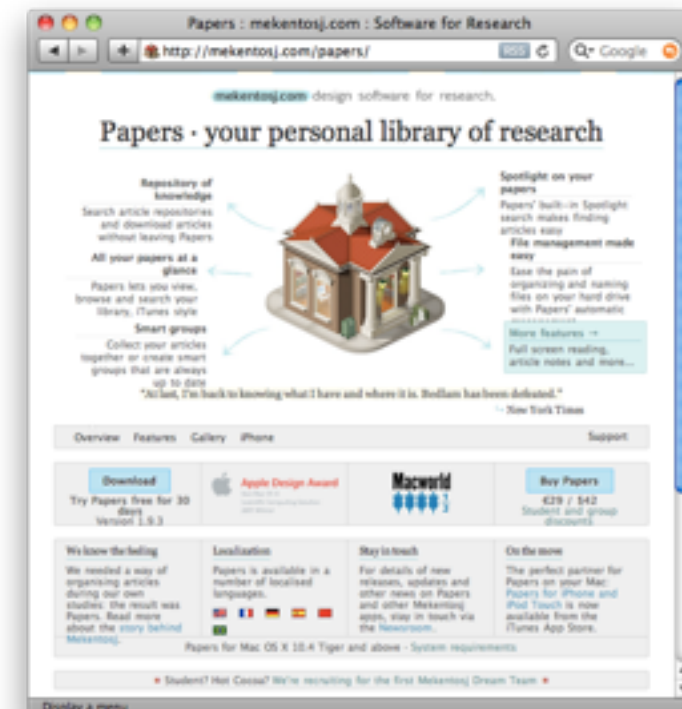 Papers : mekentosj.com : Software for Research
http://mekentosj.com/papers/
RSS
Google
mekentosj.com design software for research.
Papers · your personal library of research
Repository of
knowledge
Search article repositories
and download articles
without leaving Papers
All your papers at a
glance
Papers lets you view,
browse and search your
library, iTunes style
Smart groups
Collect your articles
together or create smart
groups that are always
up to date
Spotlight on your
papers
Papers' built-in Spotlight
search makes finding
articles easy
File management made
easy
Ease the pain of
organizing and naming
files on your hard drive
with Papers' automatic
More features →
Full screen reading,
article notes and more...
"At last, I'm back to knowing what I have and where it is. Bedlam has been defeated."
New York Times
Overview Features Gallery iPhone Support
Download
Try Papers free for 30
days
Version 1.9.3
Apple Design Award
Macworld
Buy Papers
€29 / $42
Student and group
discounts
We know the feeling
We needed a way of
organising articles
during our own
studies: the result was
Papers. Read more
about the story behind
Mekentosj.
Localization
Papers is available in a
number of localised
languages.
Stay in touch
For details of new
releases, updates and
other news on Papers
and other Mekentosj
apps, stay in touch via
the Newsroom.
On the move
The perfect partner for
Papers on your Mac:
Papers for iPhone and
iPod Touch is now
available from the
iTunes App Store.
Papers for Mac OS X 10.4 Tiger and above - System requirements
Student? Hot Cocoa? We're recruiting for the first Mekentosj Dream Team
Display a menu